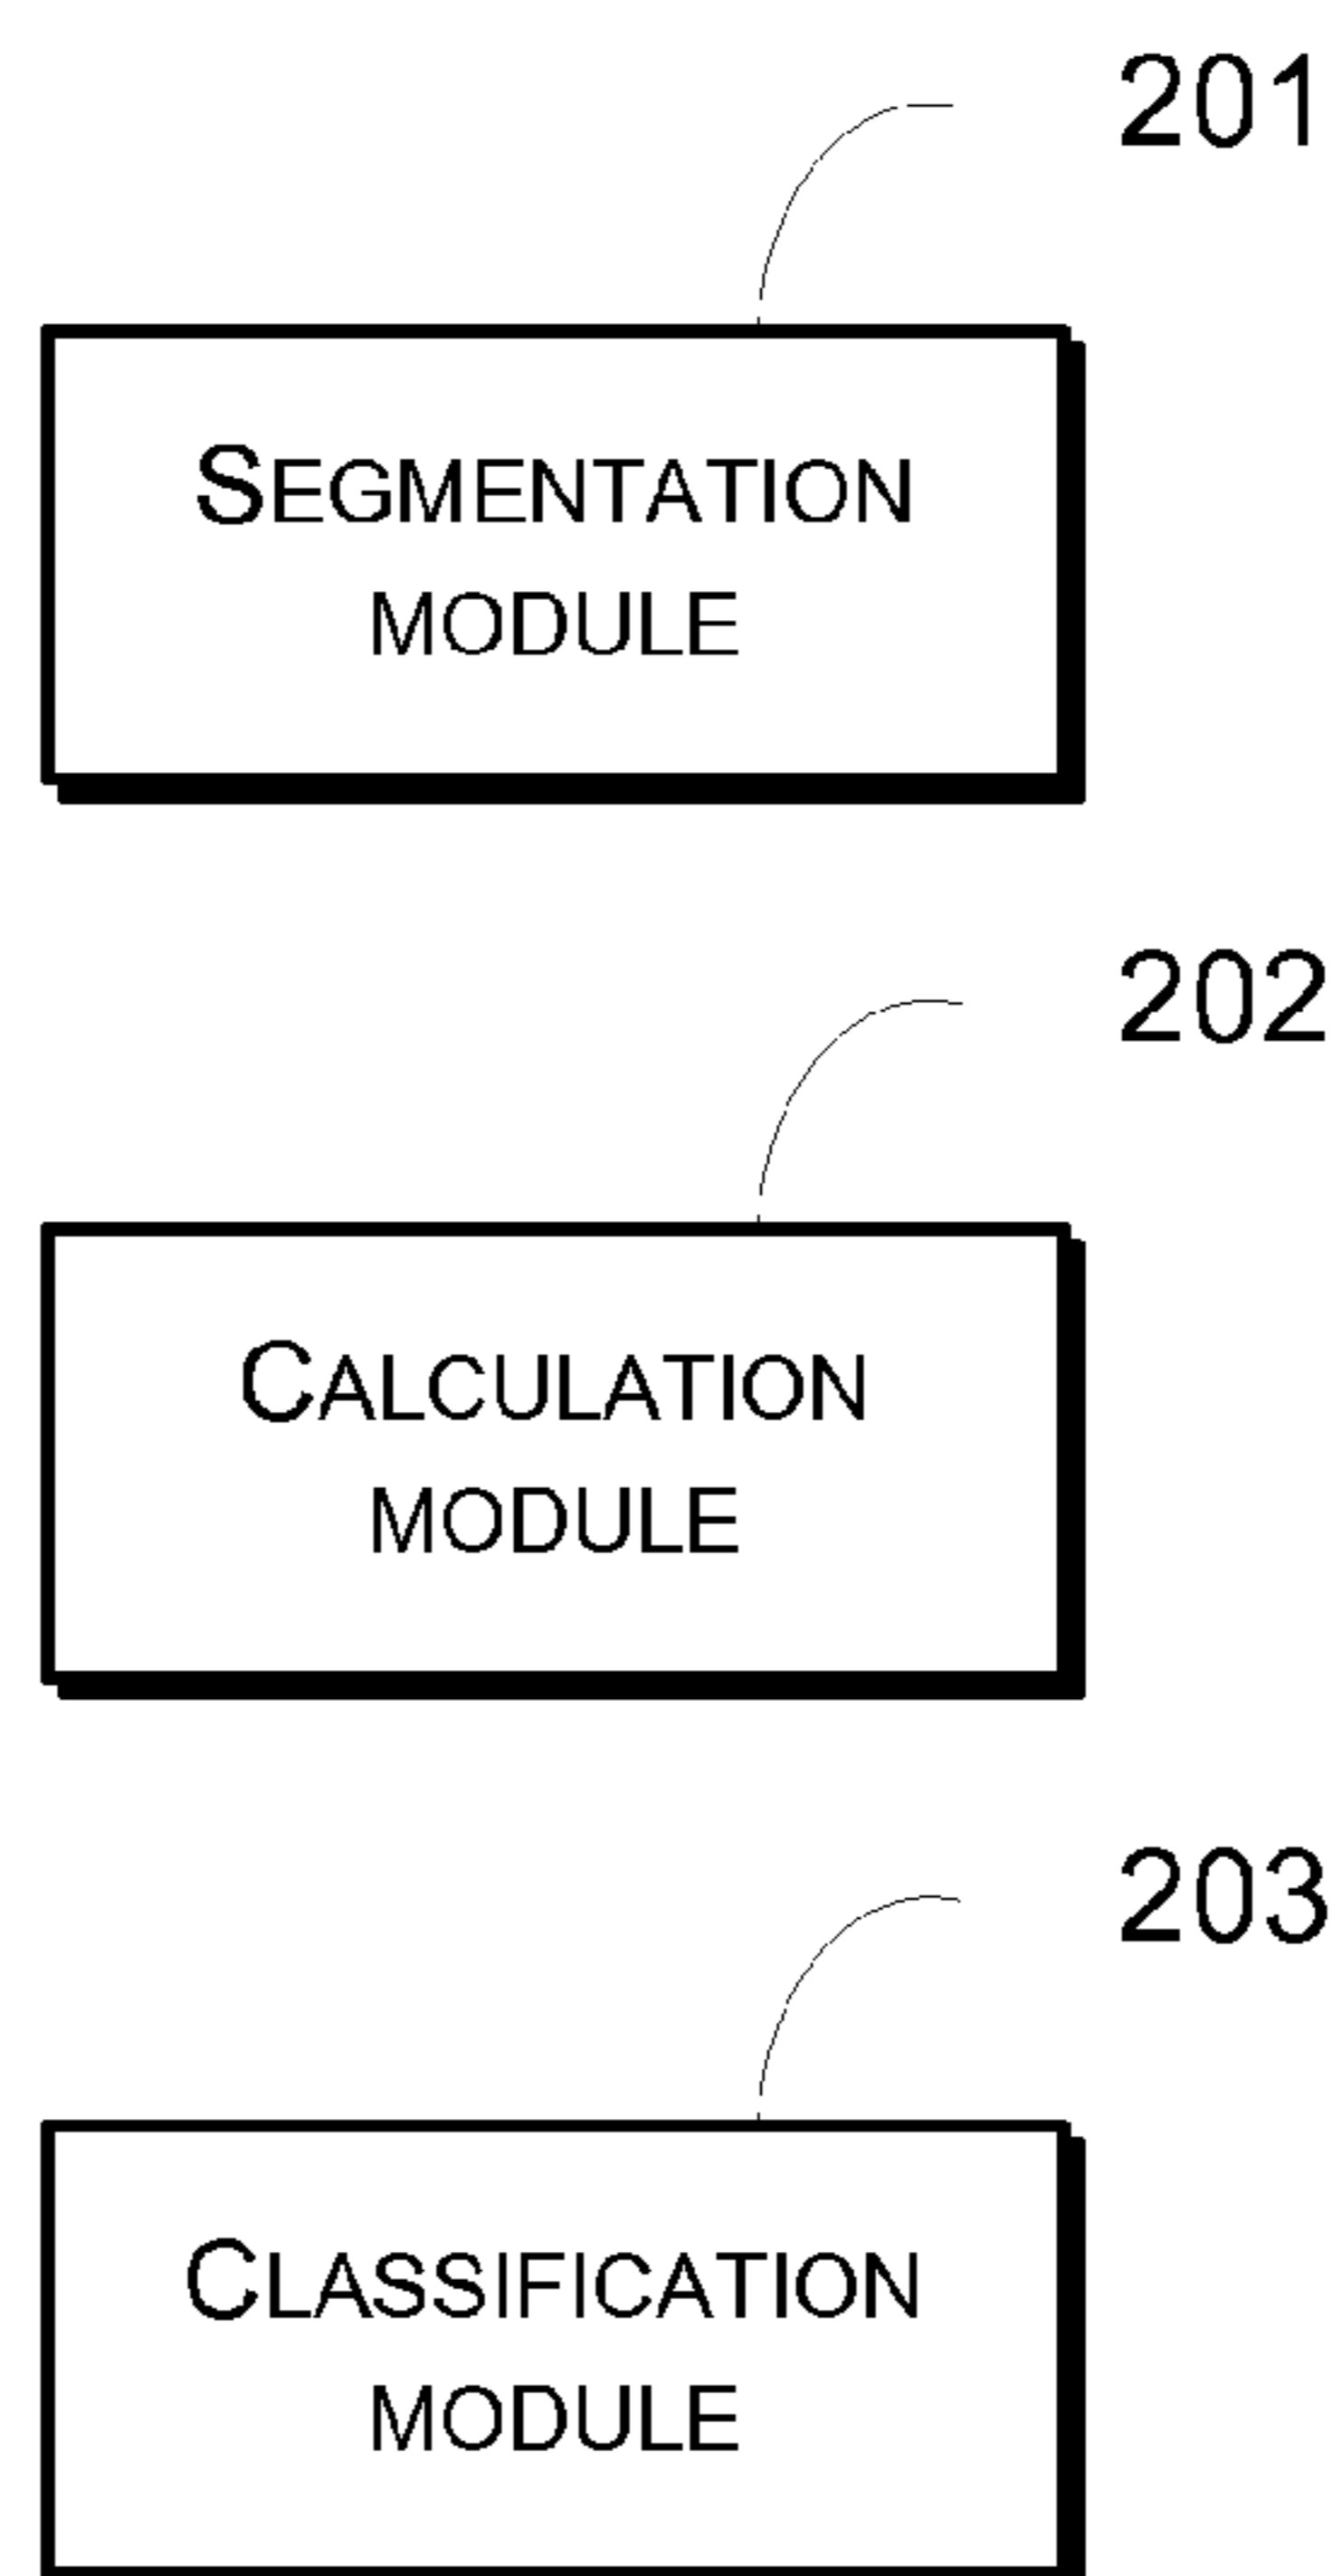 201
SEGMENTATION
MODULE
202
CALCULATION
MODULE
203
CLASSIFICATION
MODULE